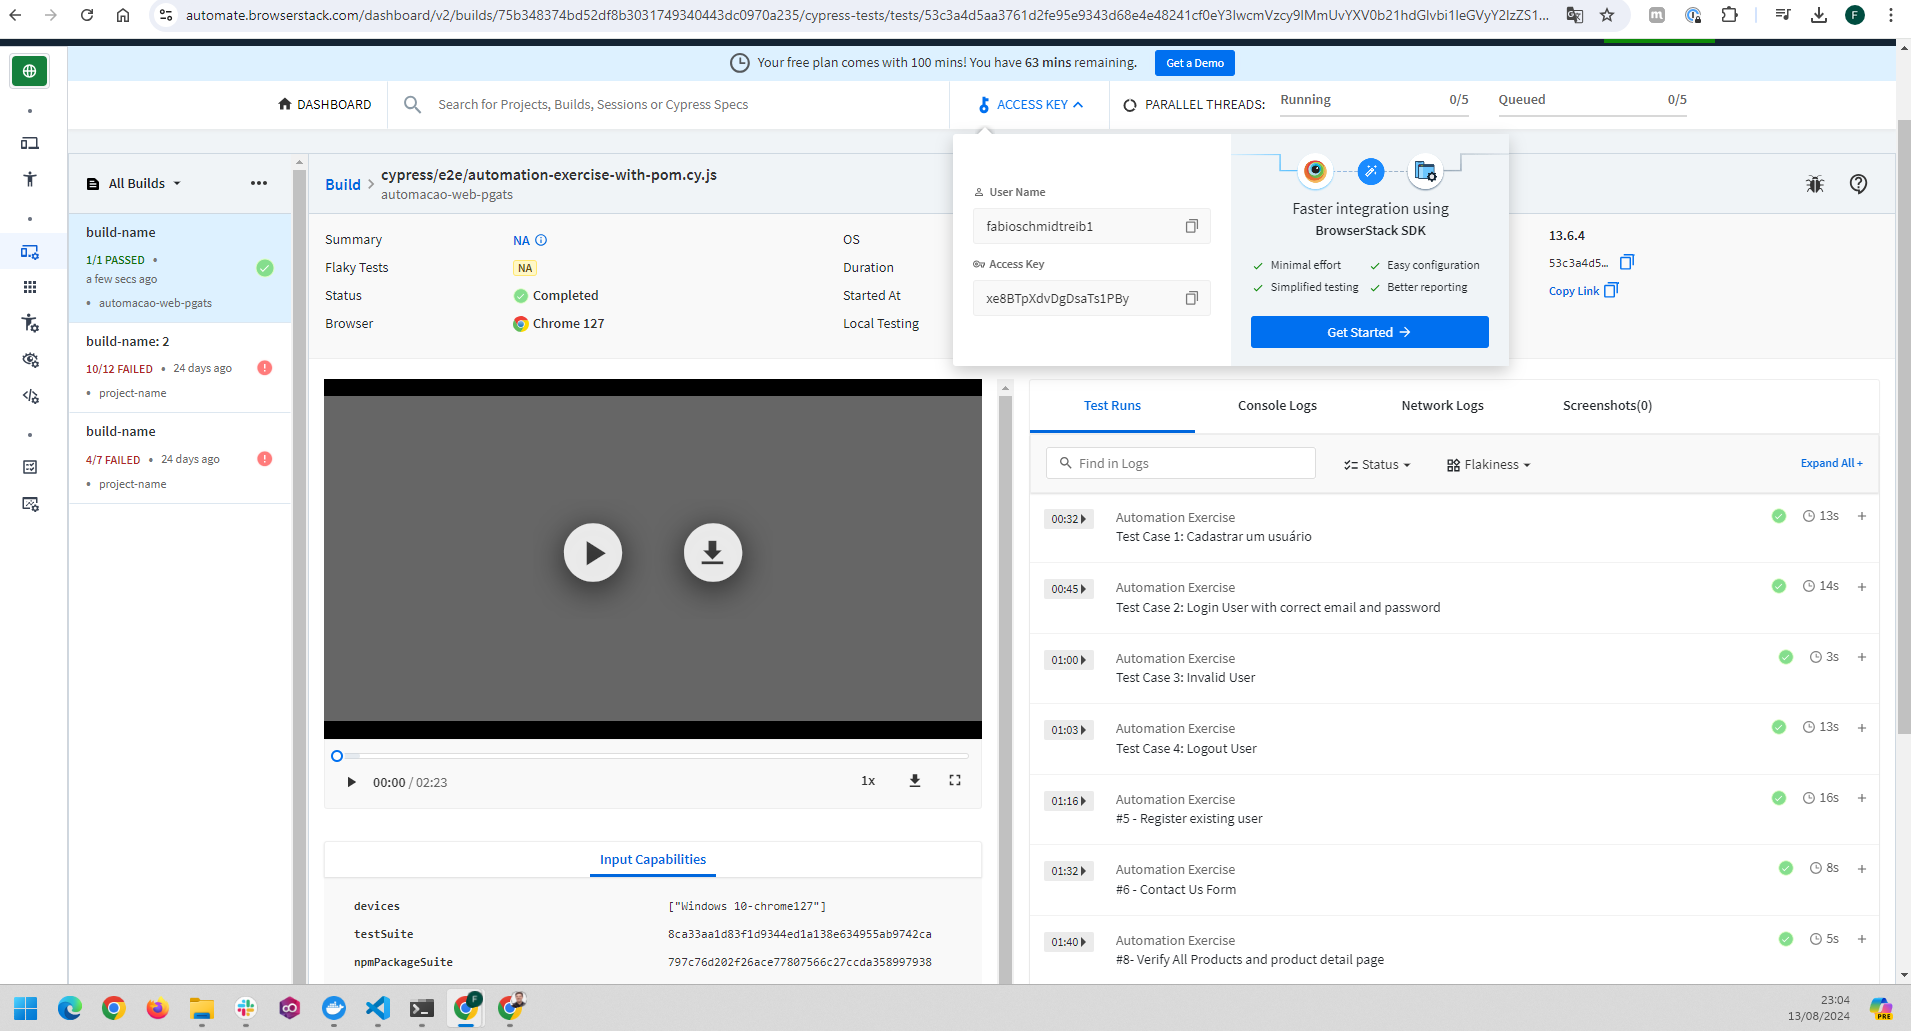 automate.browserstack.com/dashboard/v2/builds/75b348374bd52df8b3031749340443dc0970a235/cypress-tests/tests/53c3a4d5aa3761d2fe95e9343d68e4e48241cf0eY3lwcmVzcy9lMmUvYXV0b21hdGlvbi1leGVyY2lzZS1...
F
Your free plan comes with 100 mins! You have 63 mins remaining.
Get a Demo
DASHBOARD
Search for Projects, Builds, Sessions or Cypress Specs
ACCESS KEY
PARALLEL THREADS:
Running 0/5
Queued 0/5
All Builds
build-name
1/1 PASSED •
a few secs ago
• automacao-web-pgats
build-name: 2
10/12 FAILED • 24 days ago
• project-name
build-name
4/7 FAILED • 24 days ago
• project-name
Build > cypress/e2e/automation-exercise-with-pom.cy.js
automacao-web-pgats
Summary NA
Flaky Tests NA
Status Completed
Browser Chrome 127
OS
Duration
Started At
Local Testing
User Name
fabioschmidtreib1
Access Key
xe8BTpXdvDgDsaTs1PBy
Faster integration using
BrowserStack SDK
Minimal effort
Easy configuration
Simplified testing
Better reporting
Get Started →
13.6.4
53c3a4d5...
Copy Link
00:00 / 02:23
1x
Input Capabilities
devices ["Windows 10-chrome127"]
testSuite 8ca33aa1d83f1d9344ed1a138e634955ab9742ca
npmPackageSuite 797c76d202f26ace77807566c27ccda358997938
Test Runs
Console Logs
Network Logs
Screenshots(0)
Find in Logs
Status
Flakiness
Expand All +
00:32 Automation Exercise 13s +
Test Case 1: Cadastrar um usuário
00:45 Automation Exercise 14s +
Test Case 2: Login User with correct email and password
01:00 Automation Exercise 3s +
Test Case 3: Invalid User
01:03 Automation Exercise 13s +
Test Case 4: Logout User
01:16 Automation Exercise 16s +
#5 - Register existing user
01:32 Automation Exercise 8s +
#6 - Contact Us Form
01:40 Automation Exercise 5s +
#8- Verify All Products and product detail page
F
23:04
13/08/2024
PRE